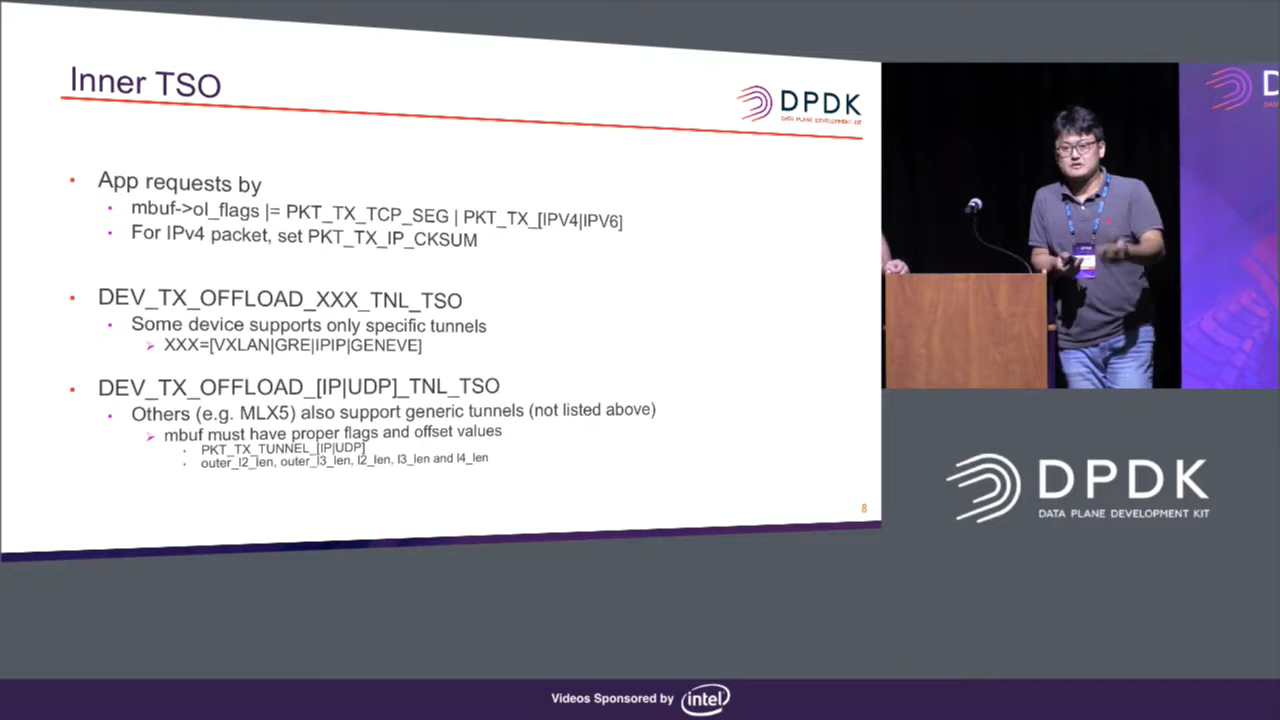 Inner TSO
DPDK
DATA PLANE DEVELOPMENT KIT
App requests by
mbuf->ol_flags |= PKT_TX_TCP_SEG | PKT_TX_[IPV4|IPV6]
For IPv4 packet, set PKT_TX_IP_CKSUM
DEV_TX_OFFLOAD_XXX_TNL_TSO
Some device supports only specific tunnels
XXX=[VXLAN|GRE|IPIP|GENEVE]
DEV_TX_OFFLOAD_[IP|UDP]_TNL_TSO
Others (e.g. MLX5) also support generic tunnels (not listed above)
mbuf must have proper flags and offset values
PKT_TX_TUNNEL_[IP|UDP]
outer_l2_len, outer_l3_len, l2_len, l3_len and l4_len
8
D
DPDK
DATA PLANE DEVELOPMENT KIT
Videos Sponsored by intel